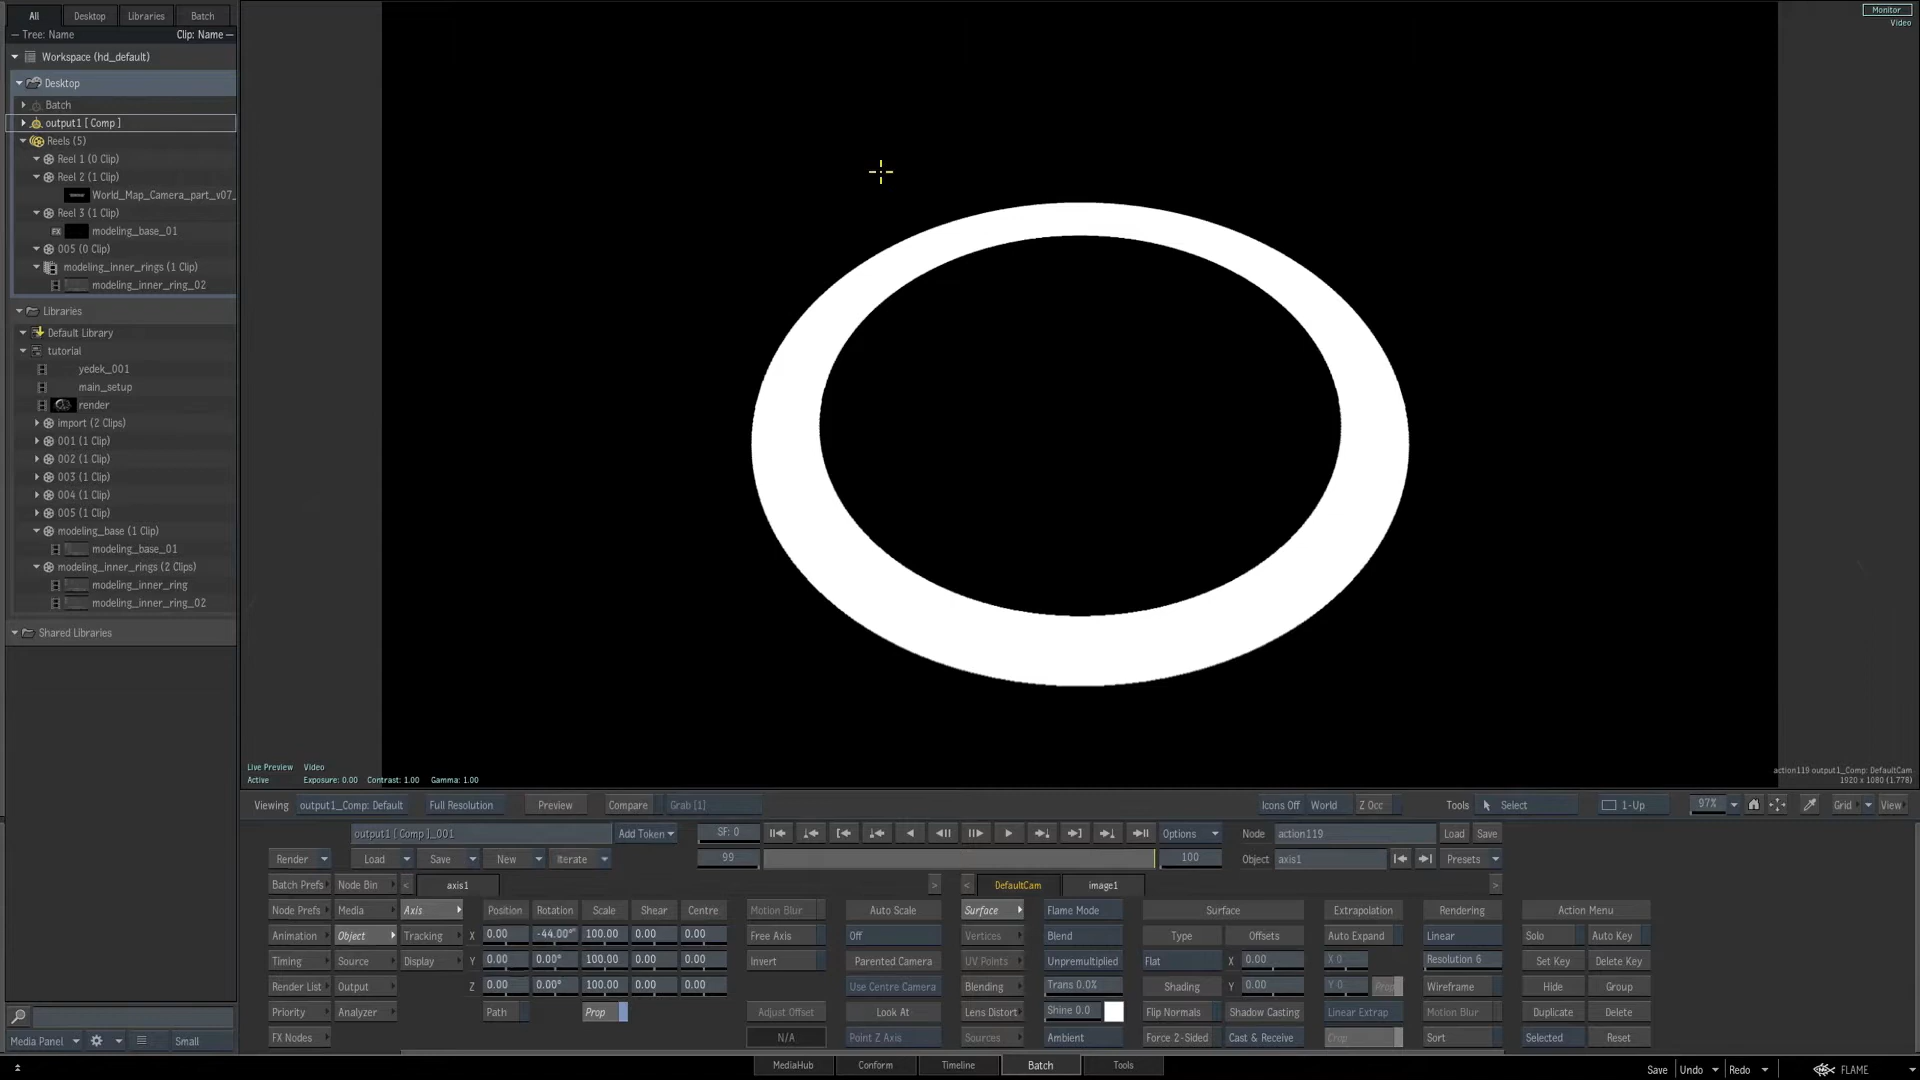 All Desktop Libraries Batch
Tree: Name Clip: Name
Workspace (hd_default)
Desktop
Batch
output1 [ Comp ]
Reels (5)
Reel 1 (0 Clip)
Reel 2 (1 Clip)
World_Map_Camera_part_v07_
Reel 3 (1 Clip)
FX modeling_base_01
005 (0 Clip)
modeling_inner_rings (1 Clip)
modeling_inner_ring_02
Libraries
Default Library
tutorial
yedek_001
main_setup
render
import (2 Clips)
001 (1 Clip)
002 (1 Clip)
003 (1 Clip)
004 (1 Clip)
005 (1 Clip)
modeling_base (1 Clip)
modeling_base_01
modeling_inner_rings (2 Clips)
modeling_inner_ring
modeling_inner_ring_02
Shared Libraries
Media Panel Small
Monitor
Video
Live Preview Video
Active Exposure: 0.00 Contrast: 1.00 Gamma: 1.00
action119 output1_Comp: DefaultCam
1920 x 1080 (1.778)
Viewing output1_Comp: Default Full Resolution Preview Compare Grab [1] Icons Off World Z Occ Tools Select 1-Up 97% Grid View
output1 [ Comp ]_001 Add Token SF: 0 Options Node action119 Load Save
Render Load Save New Iterate 99 100 Object axis1 Presets
Batch Prefs Node Bin < axis1 > < DefaultCam image1 >
Node Prefs Media Axis Position Rotation Scale Shear Centre Motion Blur Auto Scale Surface Flame Mode Surface Extrapolation Rendering Action Menu
Animation Object Tracking X 0.00 -44.00° 100.00 0.00 0.00 Free Axis Off Vertices Blend Type Offsets Auto Expand Linear Solo Auto Key
Timing Source Display Y 0.00 0.00° 100.00 0.00 0.00 Invert Parented Camera UV Points Unpremultiplied Flat X 0.00 X 0 Resolution 6 Set Key Delete Key
Render List Output Z 0.00 0.00° 100.00 0.00 0.00 Use Centre Camera Blending Trans 0.0% Shading Y 0.00 Y 0 Prop Wireframe Hide Group
Priority Analyzer Path Prop Adjust Offset Look At Lens Distort Shine 0.0 Flip Normals Shadow Casting Linear Extrap Motion Blur Duplicate Delete
FX Nodes N/A Point Z Axis Sources Ambient Force 2-Sided Cast & Receive Crop Sort Selected Reset
MediaHub Conform Timeline Batch Tools Save Undo Redo FLAME